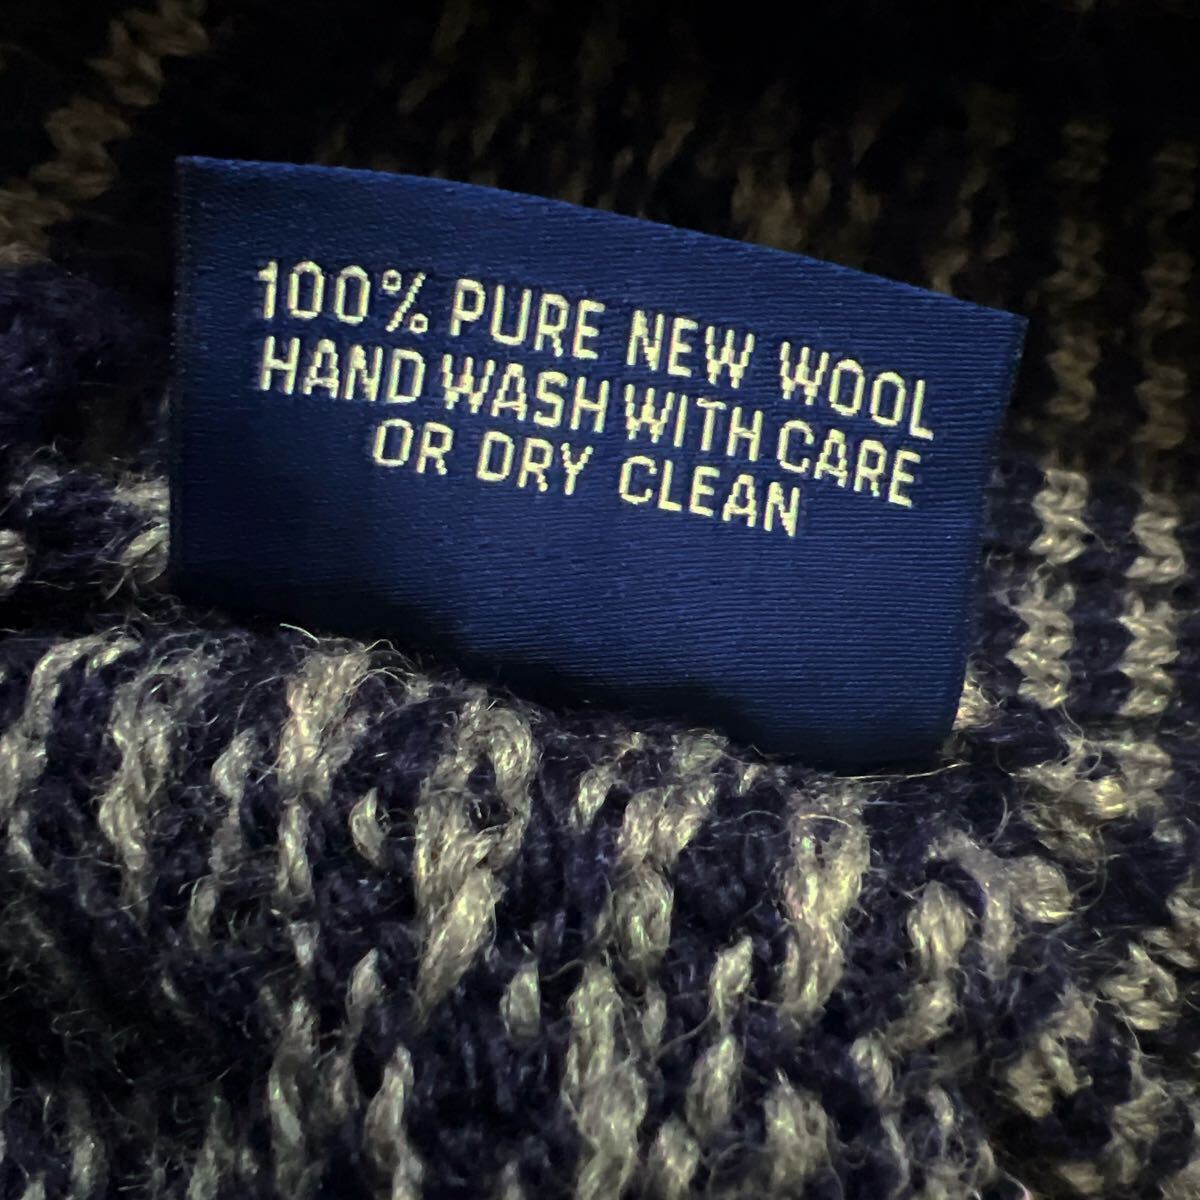 100% PURE NEW WOOL
HAND WASH WITH CARE
OR DRY CLEAN